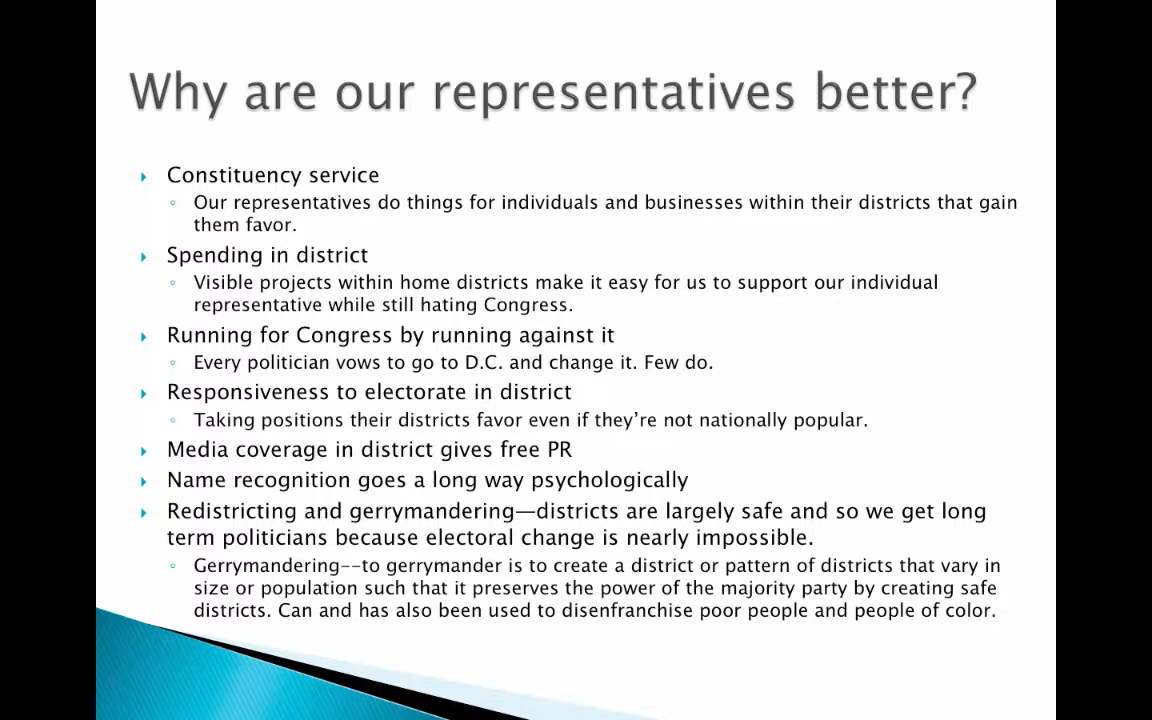 Why are our representatives better?
Constituency service
Our representatives do things for individuals and businesses within their districts that gain
them favor.
Spending in district
Visible projects within home districts make it easy for us to support our individual
representative while still hating Congress.
Running for Congress by running against it
Every politician vows to go to D.C. and change it. Few do.
Responsiveness to electorate in district
Taking positions their districts favor even if they’re not nationally popular.
Media coverage in district gives free PR
Name recognition goes a long way psychologically
Redistricting and gerrymandering—districts are largely safe and so we get long
term politicians because electoral change is nearly impossible.
Gerrymandering--to gerrymander is to create a district or pattern of districts that vary in
size or population such that it preserves the power of the majority party by creating safe
districts. Can and has also been used to disenfranchise poor people and people of color.